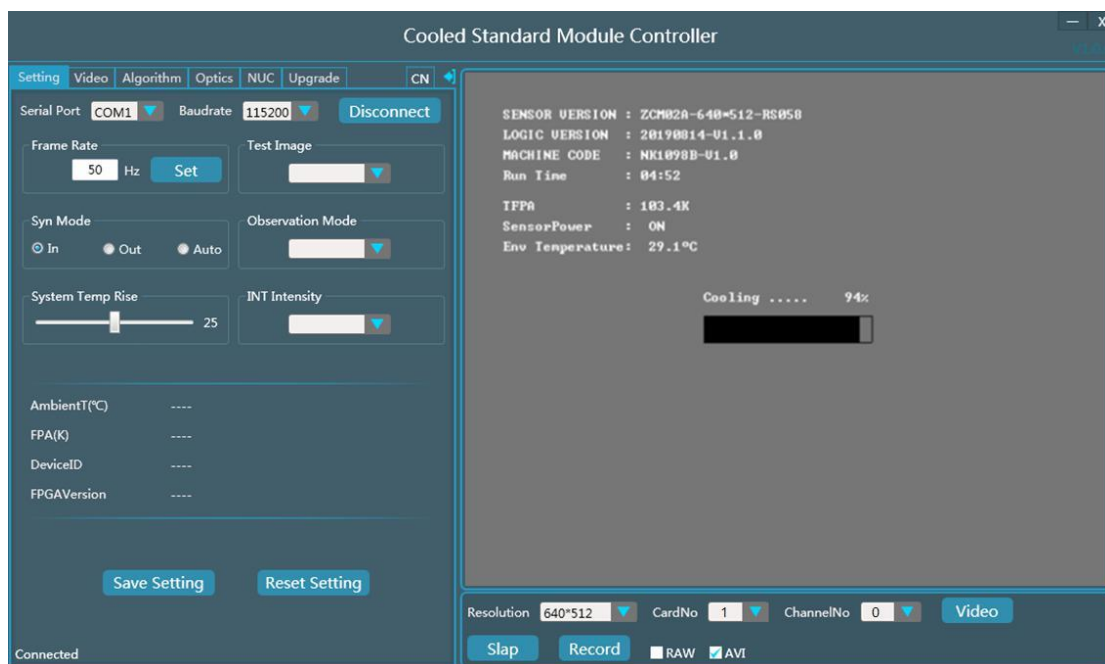 Cooled Standard Module Controller
Setting Video Algorithm Optics NUC Upgrade CN
Serial Port COM1 Baudrate 115200 Disconnect
Frame Rate
50 Hz Set
Test Image
Syn Mode
In Out Auto
Observation Mode
System Temp Rise
25
INT Intensity
AmbientT(℃) ----
FPA(K) ----
DeviceID ----
FPGAVersion ----
Save Setting Reset Setting
Connected
SENSOR VERSION : ZCM02A-640*512-RS058
LOGIC VERSION : 20190814-V1.1.0
MACHINE CODE : NK1098B-V1.0
Run Time : 04:52
TFPA : 103.4K
SensorPower : ON
Env Temperature: 29.1ºC
Cooling ..... 94%
Resolution 640*512 CardNo 1 ChannelNo 0 Video
Slap Record RAW AVI